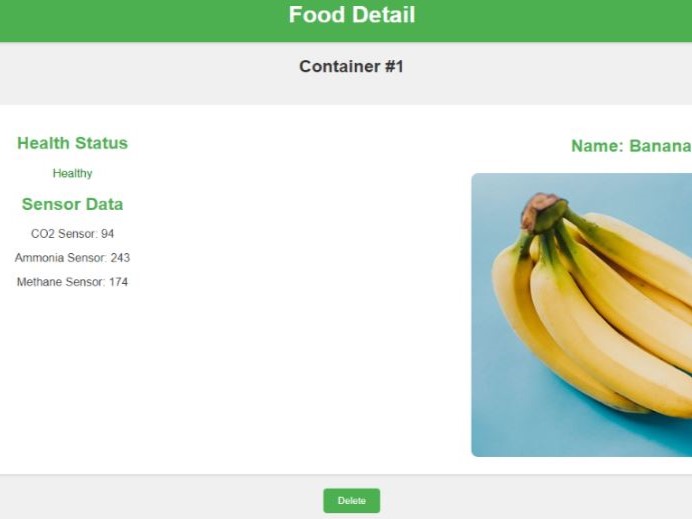 Food Detail
Container #1
Health Status
Healthy
Sensor Data
CO2 Sensor: 94
Ammonia Sensor: 243
Methane Sensor: 174
Name: Banana
Delete